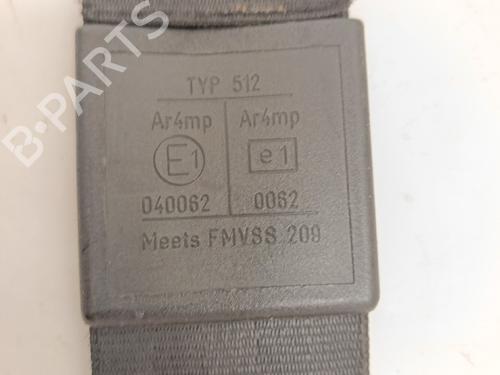 TYP 512
Ar4mp Ar4mp
E1 e1
040062 0062
Meets FMVSS 209
B-PARTS